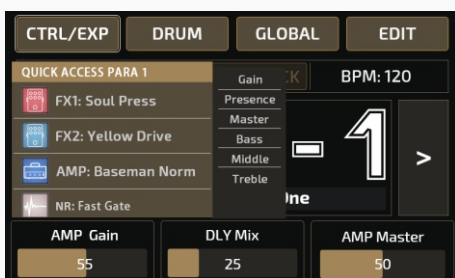 CTRL/EXP DRUM GLOBAL EDIT
QUICK ACCESS PARA 1
BPM: 120
FX1: Soul Press
FX2: Yellow Drive
AMP: Baseman Norm
NR: Fast Gate
Gain
Presence
Master
Bass
Middle
Treble
-1
>
AMP Gain DLY Mix AMP Master
55 25 50